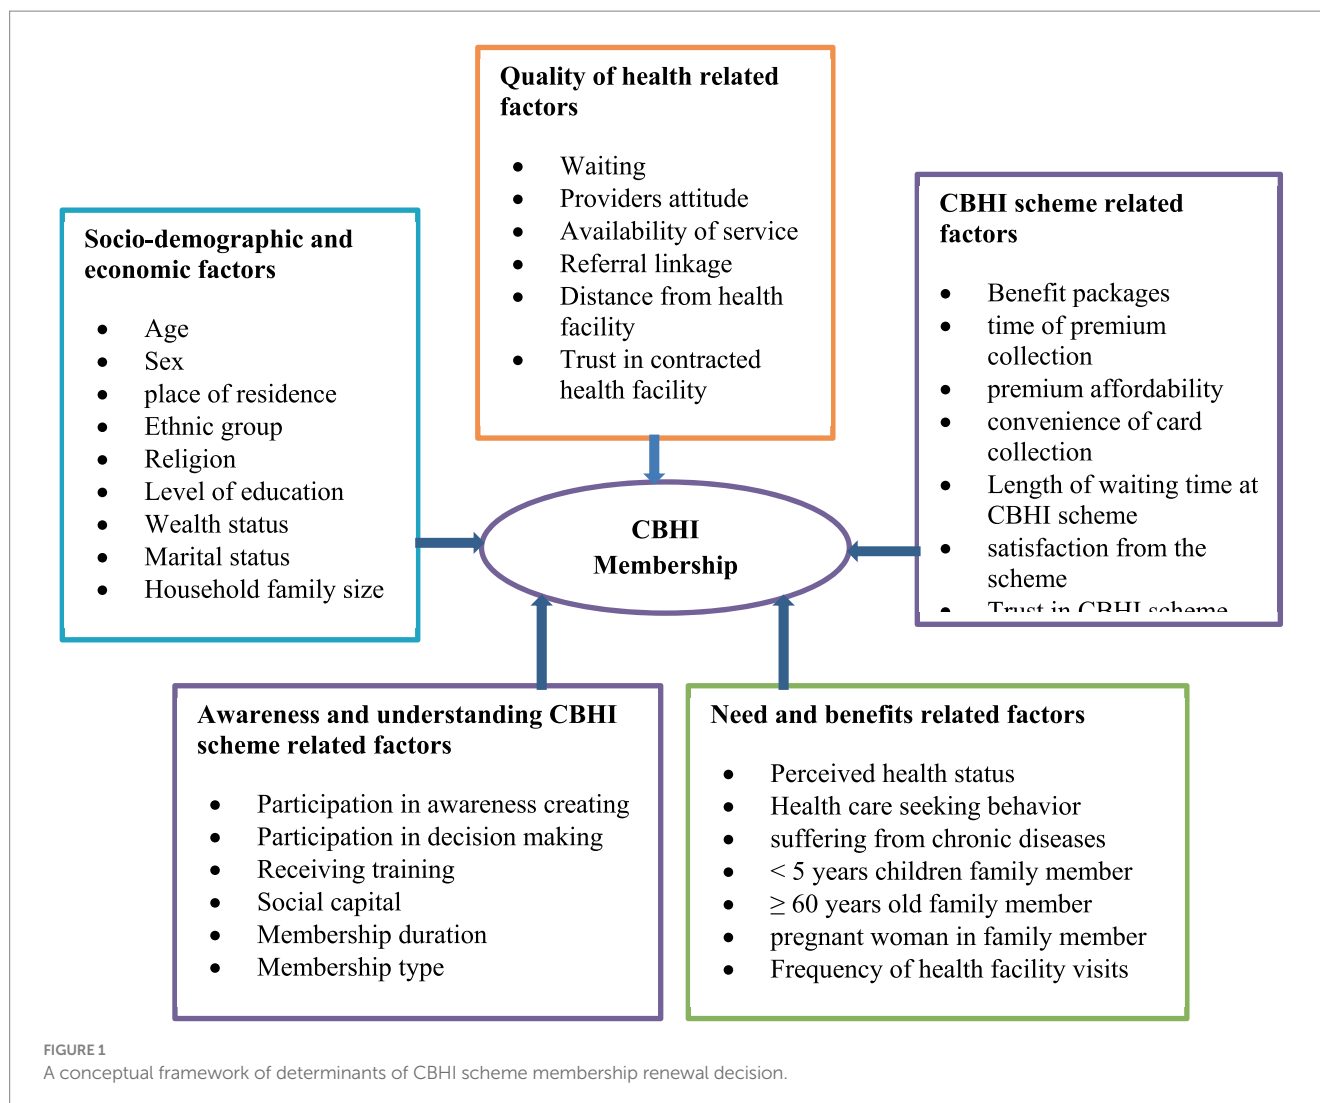 Quality of health related
factors
• Waiting
• Providers attitude
• Availability of service
• Referral linkage
• Distance from health
facility
• Trust in contracted
health facility
CBHI scheme related
factors
• Benefit packages
• time of premium
collection
• premium affordability
• convenience of card
collection
• Length of waiting time at
CBHI scheme
• satisfaction from the
scheme
• Trust in CBHI scheme
Socio-demographic and
economic factors
• Age
• Sex
• place of residence
• Ethnic group
• Religion
• Level of education
• Wealth status
• Marital status
• Household family size
CBHI
Membership
Awareness and understanding CBHI
scheme related factors
• Participation in awareness creating
• Participation in decision making
• Receiving training
• Social capital
• Membership duration
• Membership type
Need and benefits related factors
• Perceived health status
• Health care seeking behavior
• suffering from chronic diseases
• < 5 years children family member
• ≥ 60 years old family member
• pregnant woman in family member
• Frequency of health facility visits
FIGURE 1
A conceptual framework of determinants of CBHI scheme membership renewal decision.